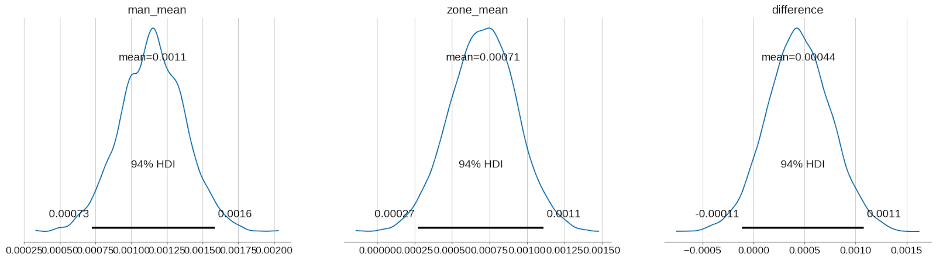 man_mean
mean=0.0011
94% HDI
0.00073 0.0016
0.00025 0.00050 0.00075 0.00100 0.00125 0.00150 0.00175 0.00200
zone_mean
mean=0.00071
94% HDI
0.00027 0.0011
0.00000 0.00025 0.00050 0.00075 0.00100 0.00125 0.00150
difference
mean=0.00044
94% HDI
-0.00011 0.0011
−0.0005 0.0000 0.0005 0.0010 0.0015